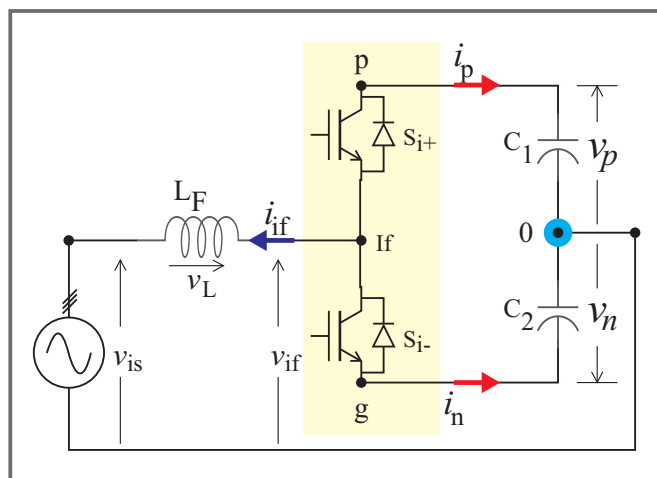 p
i_p
S_i+
C_1
v_p
L_F
i_if
If
0
v_L
C_2
v_n
S_i-
v_is
v_if
i_n
g